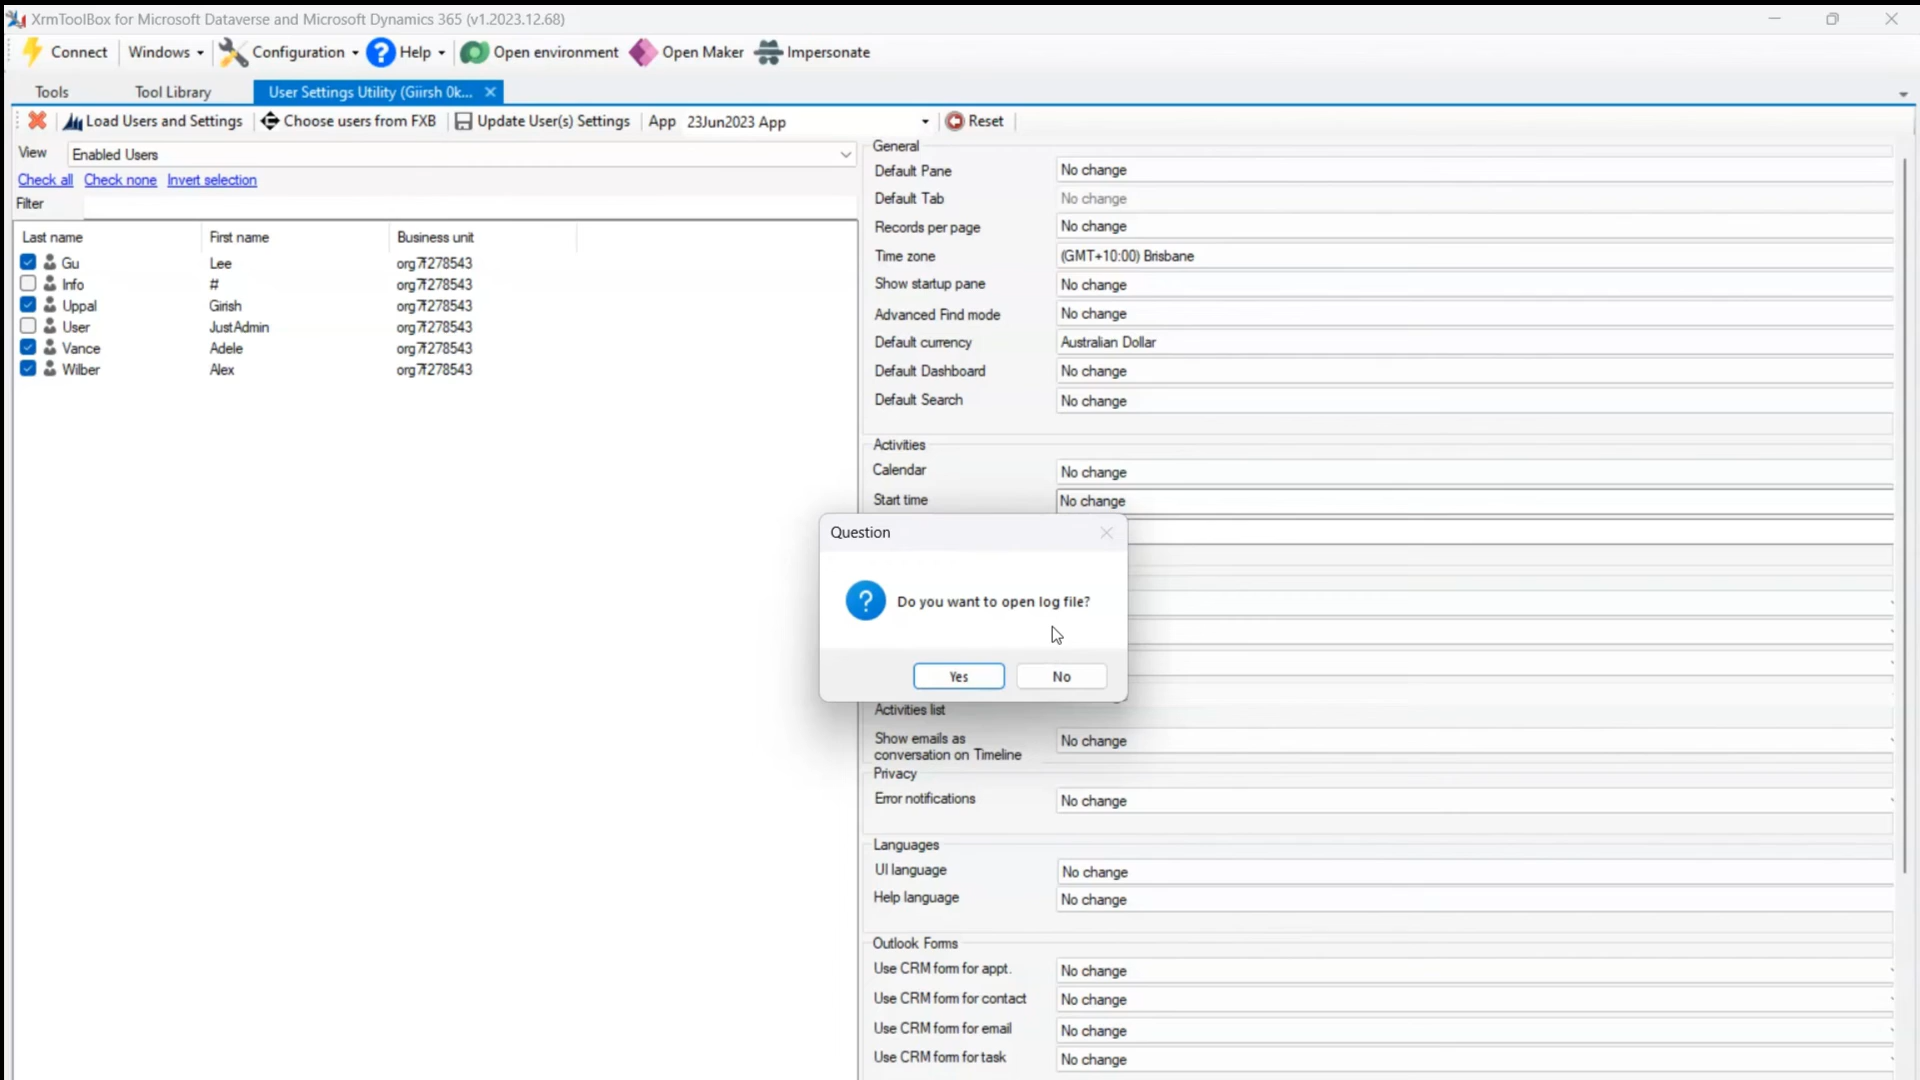 XrmToolBox for Microsoft Dataverse and Microsoft Dynamics 365 (v1.2023.12.68)
Connect Windows Configuration Help Open environment Open Maker Impersonate
Tools Tool Library User Settings Utility (Giirsh 0k...
Load Users and Settings Choose users from FXB Update User(s) Settings App 23Jun2023 App Reset
View Enabled Users
Check all Check none Invert selection
Filter
Last name First name Business unit
Gu Lee org7f278543
Info # org7f278543
Uppal Girish org7f278543
User JustAdmin org7f278543
Vance Adele org7f278543
Wilber Alex org7f278543
General
Default Pane No change
Default Tab No change
Records per page No change
Time zone (GMT+10:00) Brisbane
Show startup pane No change
Advanced Find mode No change
Default currency Australian Dollar
Default Dashboard No change
Default Search No change
Activities
Calendar No change
Start time No change
Question
Do you want to open log file?
Yes No
Activities list
Show emails as
conversation on Timeline No change
Privacy
Error notifications No change
Languages
UI language No change
Help language No change
Outlook Forms
Use CRM form for appt. No change
Use CRM form for contact No change
Use CRM form for email No change
Use CRM form for task No change